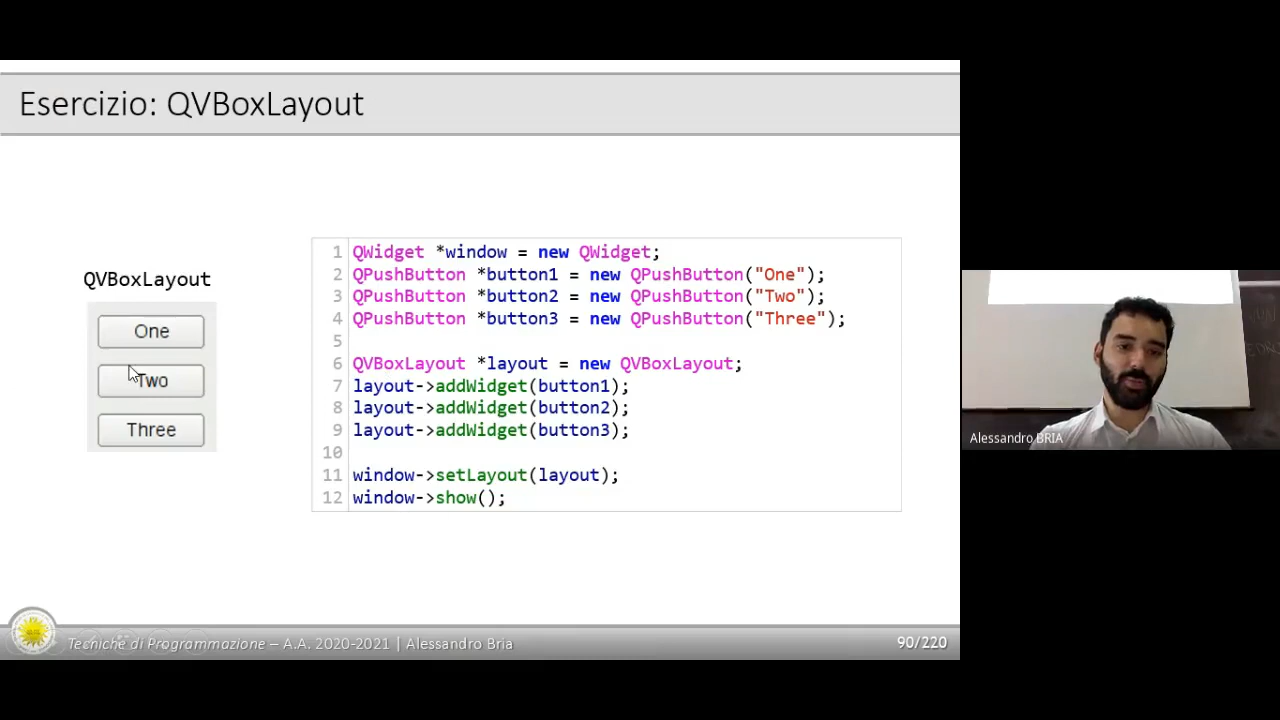 Esercizio: QVBoxLayout
QVBoxLayout
One
Two
Three
1 QWidget *window = new QWidget;
2 QPushButton *button1 = new QPushButton("One");
3 QPushButton *button2 = new QPushButton("Two");
4 QPushButton *button3 = new QPushButton("Three");
5
6 QVBoxLayout *layout = new QVBoxLayout;
7 layout->addWidget(button1);
8 layout->addWidget(button2);
9 layout->addWidget(button3);
10
11 window->setLayout(layout);
12 window->show();
Alessandro BRIA
Tecniche di Programmazione – A.A. 2020-2021 | Alessandro Bria
90/220